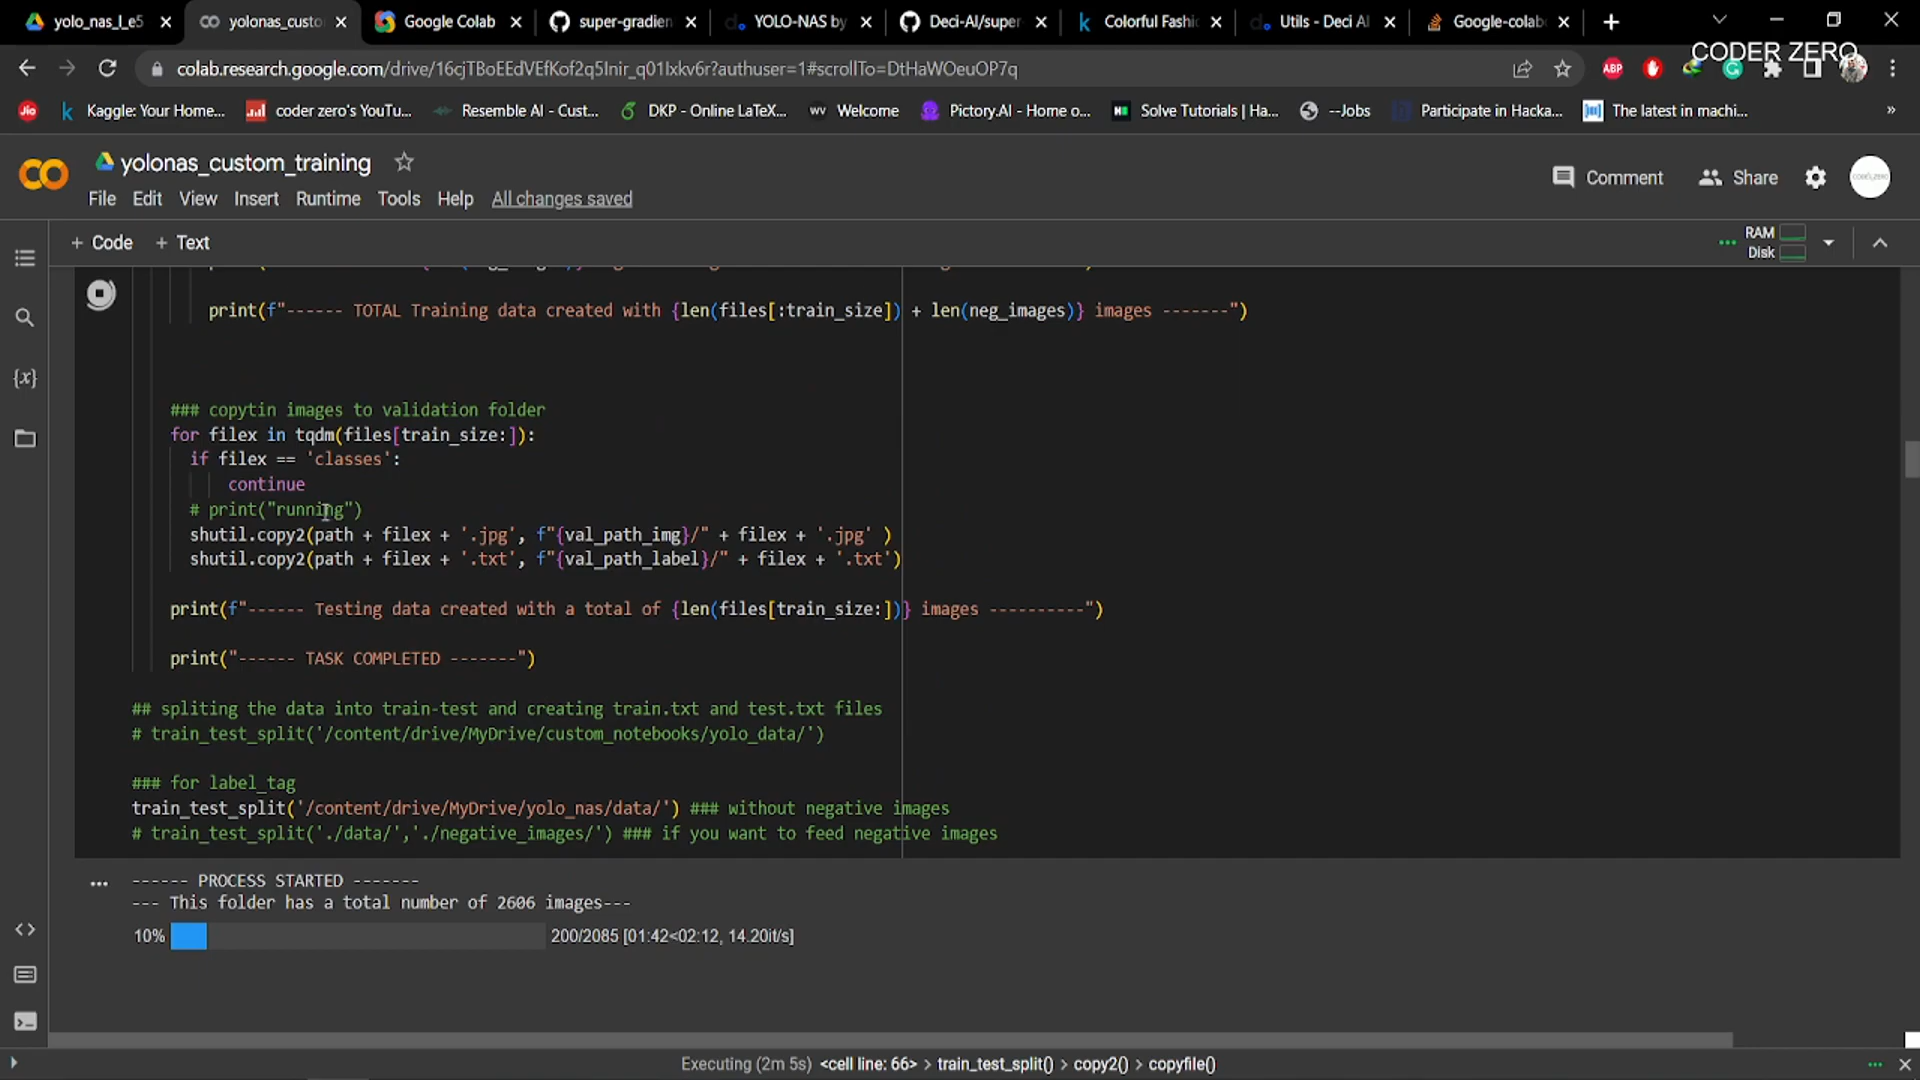 yolo_nas_l_e5
yolonas_custo
Google Colab
super-gradien
YOLO-NAS by
Deci-AI/super
Colorful Fashi
Utils - Deci AI
Google-colab
colab.research.google.com/drive/16cjTBoEEdVEfKof2q5Inir_q01Ixkv6r?authuser=1#scrollTo=DtHaWOeuOP7q
CODER ZERO
Jio
Kaggle: Your Home...
coder zero's YouTu...
Resemble AI - Cust...
DKP - Online LaTeX...
Welcome
Pictory.AI - Home o...
Solve Tutorials | Ha...
--Jobs
Participate in Hacka...
The latest in machi...
yolonas_custom_training
Comment
Share
File Edit View Insert Runtime Tools Help All changes saved
+ Code + Text
RAM
Disk
print(f"------ TOTAL Training data created with {len(files[:train_size]) + len(neg_images)} images -------")
### copytin images to validation folder
for filex in tqdm(files[train_size:]):
if filex == 'classes':
continue
# print("running")
shutil.copy2(path + filex + '.jpg', f"{val_path_img}/" + filex + '.jpg' )
shutil.copy2(path + filex + '.txt', f"{val_path_label}/" + filex + '.txt')
print(f"------ Testing data created with a total of {len(files[train_size:])} images ----------")
print("------ TASK COMPLETED -------")
## spliting the data into train-test and creating train.txt and test.txt files
# train_test_split('/content/drive/MyDrive/custom_notebooks/yolo_data/')
### for label_tag
train_test_split('/content/drive/MyDrive/yolo_nas/data/') ### without negative images
# train_test_split('./data/','./negative_images/') ### if you want to feed negative images
------ PROCESS STARTED -------
--- This folder has a total number of 2606 images---
10% 200/2085 [01:42<02:12, 14.20it/s]
Executing (2m 5s) <cell line: 66> > train_test_split() > copy2() > copyfile()